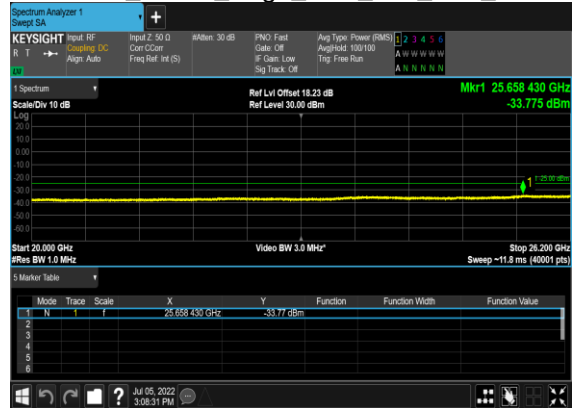 Spectrum Analyzer 1
Swept SA
+
KEYSIGHT
R T
LXI
Input: RF
Coupling: DC
Align: Auto
Input Z: 50 Ω
Corr CCorr
Freq Ref: Int (S)
#Atten: 30 dB
PNO: Fast
Gate: Off
IF Gain: Low
Sig Track: Off
Avg Type: Power (RMS)
Avg|Hold: 100/100
Trig: Free Run
1 2 3 4 5 6
A W W W W W
A N N N N N
1 Spectrum
Scale/Div 10 dB
Ref Lvl Offset 18.23 dB
Ref Level 30.00 dBm
Mkr1 25.658 430 GHz
-33.775 dBm
Log
20.0
10.0
0.00
-10.0
-20.0
-30.0
-40.0
-50.0
-60.0
1
-25.00 dBm
Start 20.000 GHz
#Res BW 1.0 MHz
Video BW 3.0 MHz*
Stop 26.200 GHz
Sweep ~11.8 ms (40001 pts)
5 Marker Table
Mode Trace Scale X Y Function Function Width Function Value
1 N 1 f 25.658 430 GHz -33.77 dBm
2
3
4
5
6
?
Jul 05, 2022
3:08:31 PM